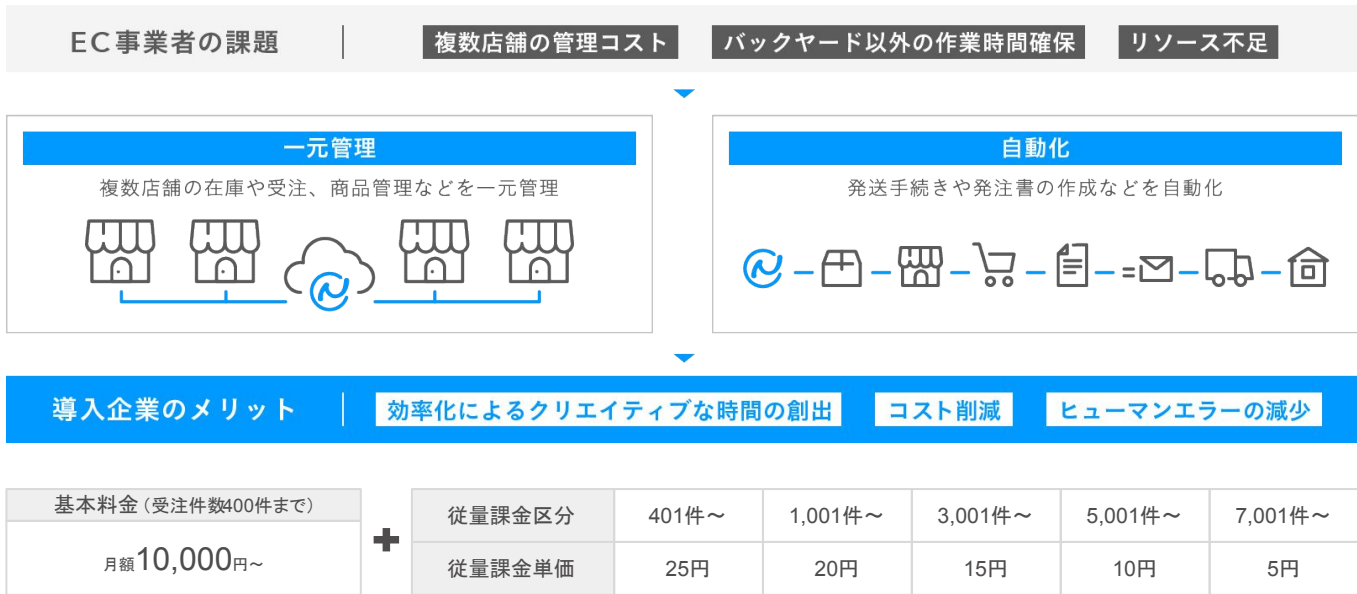 EC事業者の課題 複数店舗の管理コスト バックヤード以外の作業時間確保 リソース不足
一元管理
複数店舗の在庫や受注、商品管理などを一元管理
自動化
発送手続きや発注書の作成などを自動化
導入企業のメリット 効率化によるクリエイティブな時間の創出 コスト削減 ヒューマンエラーの減少
基本料金（受注件数400件まで）
月額10,000円～
従量課金区分 401件～ 1,001件～ 3,001件～ 5,001件～ 7,001件～
従量課金単価 25円 20円 15円 10円 5円